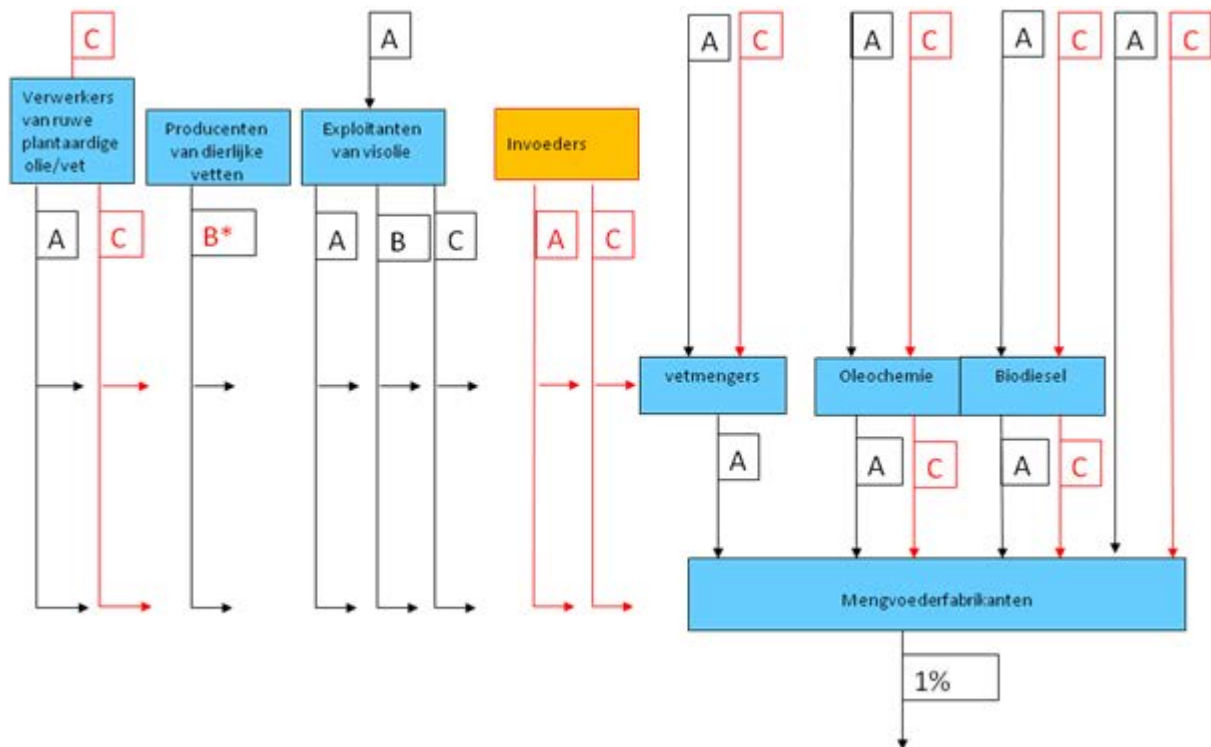 C
A
A
C
A
C
A
C
A
C
Verwerkers
van ruwe
plantaardige
olie/vet
Producenten
van dierlijke
vetten
Exploitanten
van visolie
Invoeders
A
C
B*
A
B
C
A
C
vetmengers
Oleochemie
Biodiesel
A
A
C
A
C
Mengvoederfabrikanten
1%